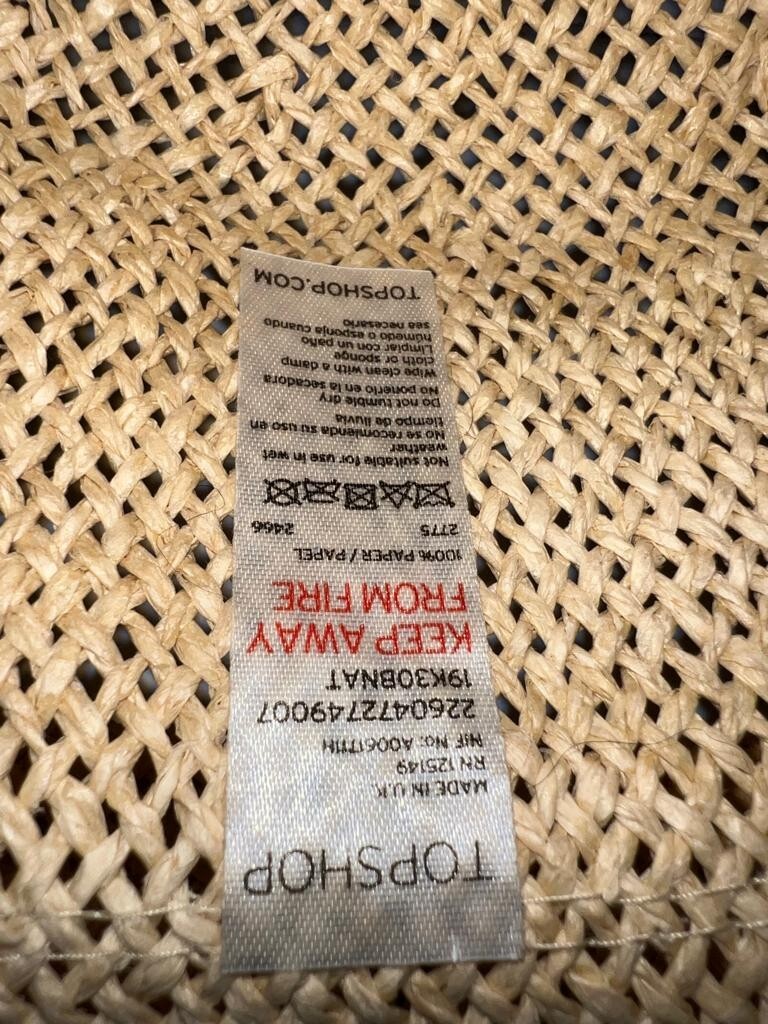 TOPSHOP
MADE IN U.K
RN 125149
NIF No: A0061711H
2260472749007
19K30BNAT
KEEP AWAY
FROM FIRE
100% PAPER / PAPEL
2775 2466
Not suitable for use in wet
weather
No se recomienda su uso en
tiempo de lluvia
Do not tumble dry
No ponerlo en la secadora
Wipe clean with a damp
cloth or sponge
Limpiar con un paño
húmedo o esponja cuando
sea necesario
TOPSHOP.COM